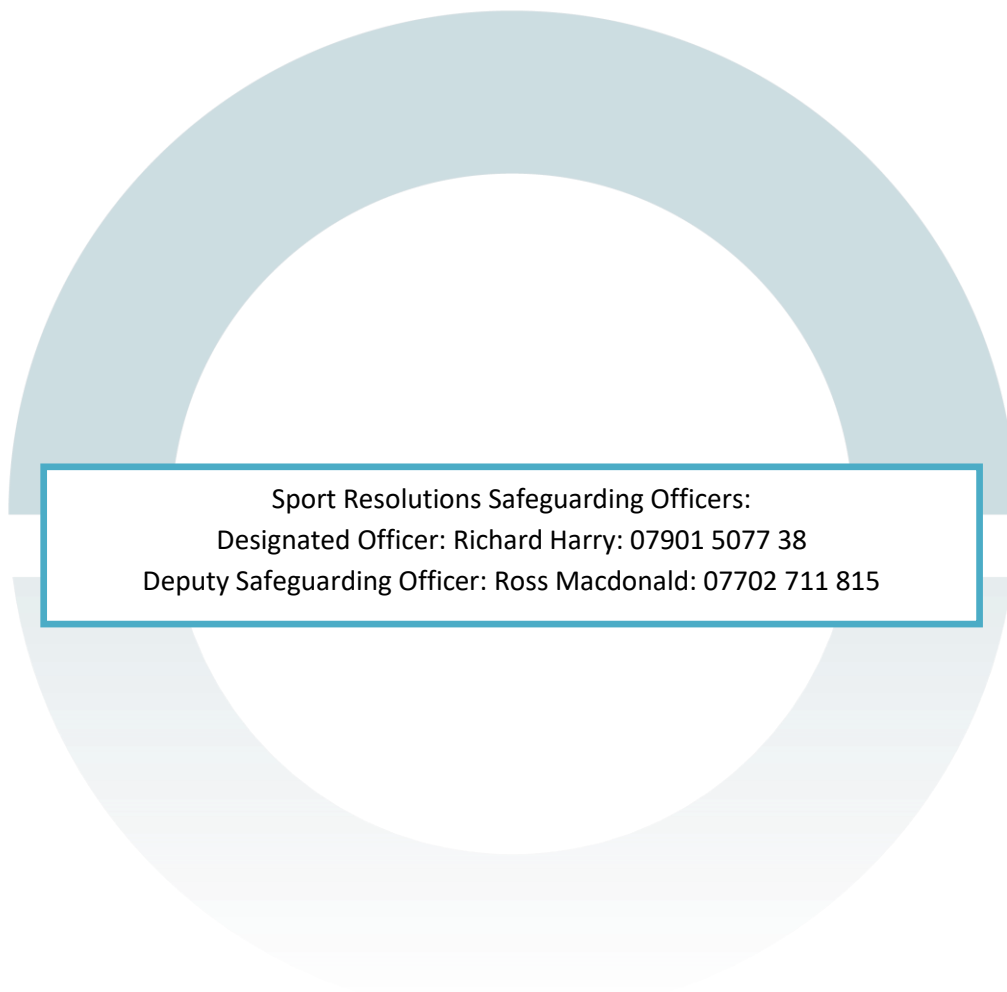 Sport Resolutions Safeguarding Officers:
Designated Officer: Richard Harry: 07901 5077 38
Deputy Safeguarding Officer: Ross Macdonald: 07702 711 815